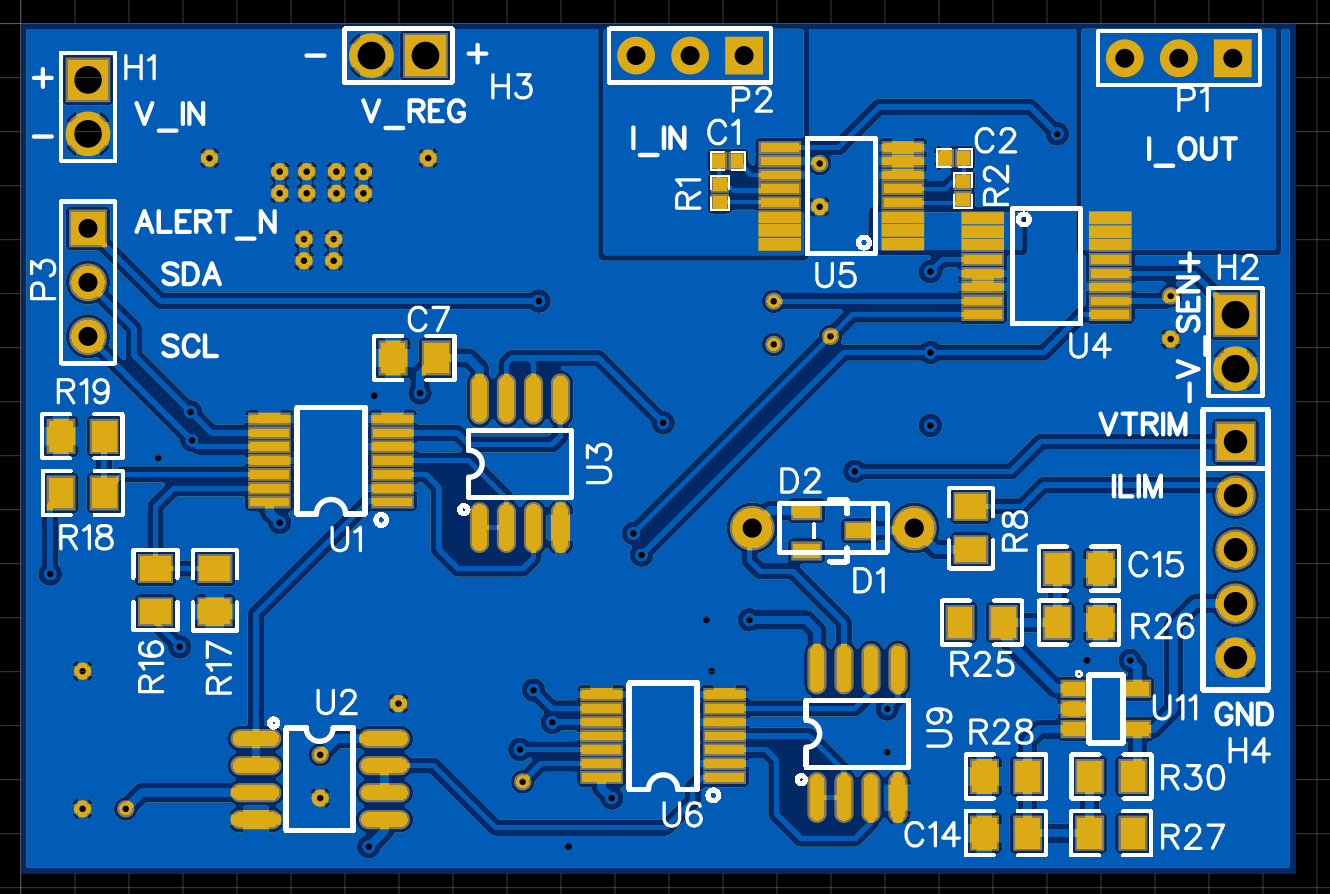 + H1
-
V_IN
- +
H3
V_REG
P2
I_IN
C1
R1
C2
R2
P1
I_OUT
ALERT_N
P3
SDA
SCL
U5
U4
H2
-V_SEN+
C7
R19
R18
U1
U3
VTRIM
ILIM
D2
D1
R8
C15
R26
R25
R16
R17
U2
U9
U11
R28
GND
H4
U6
R30
C14
R27